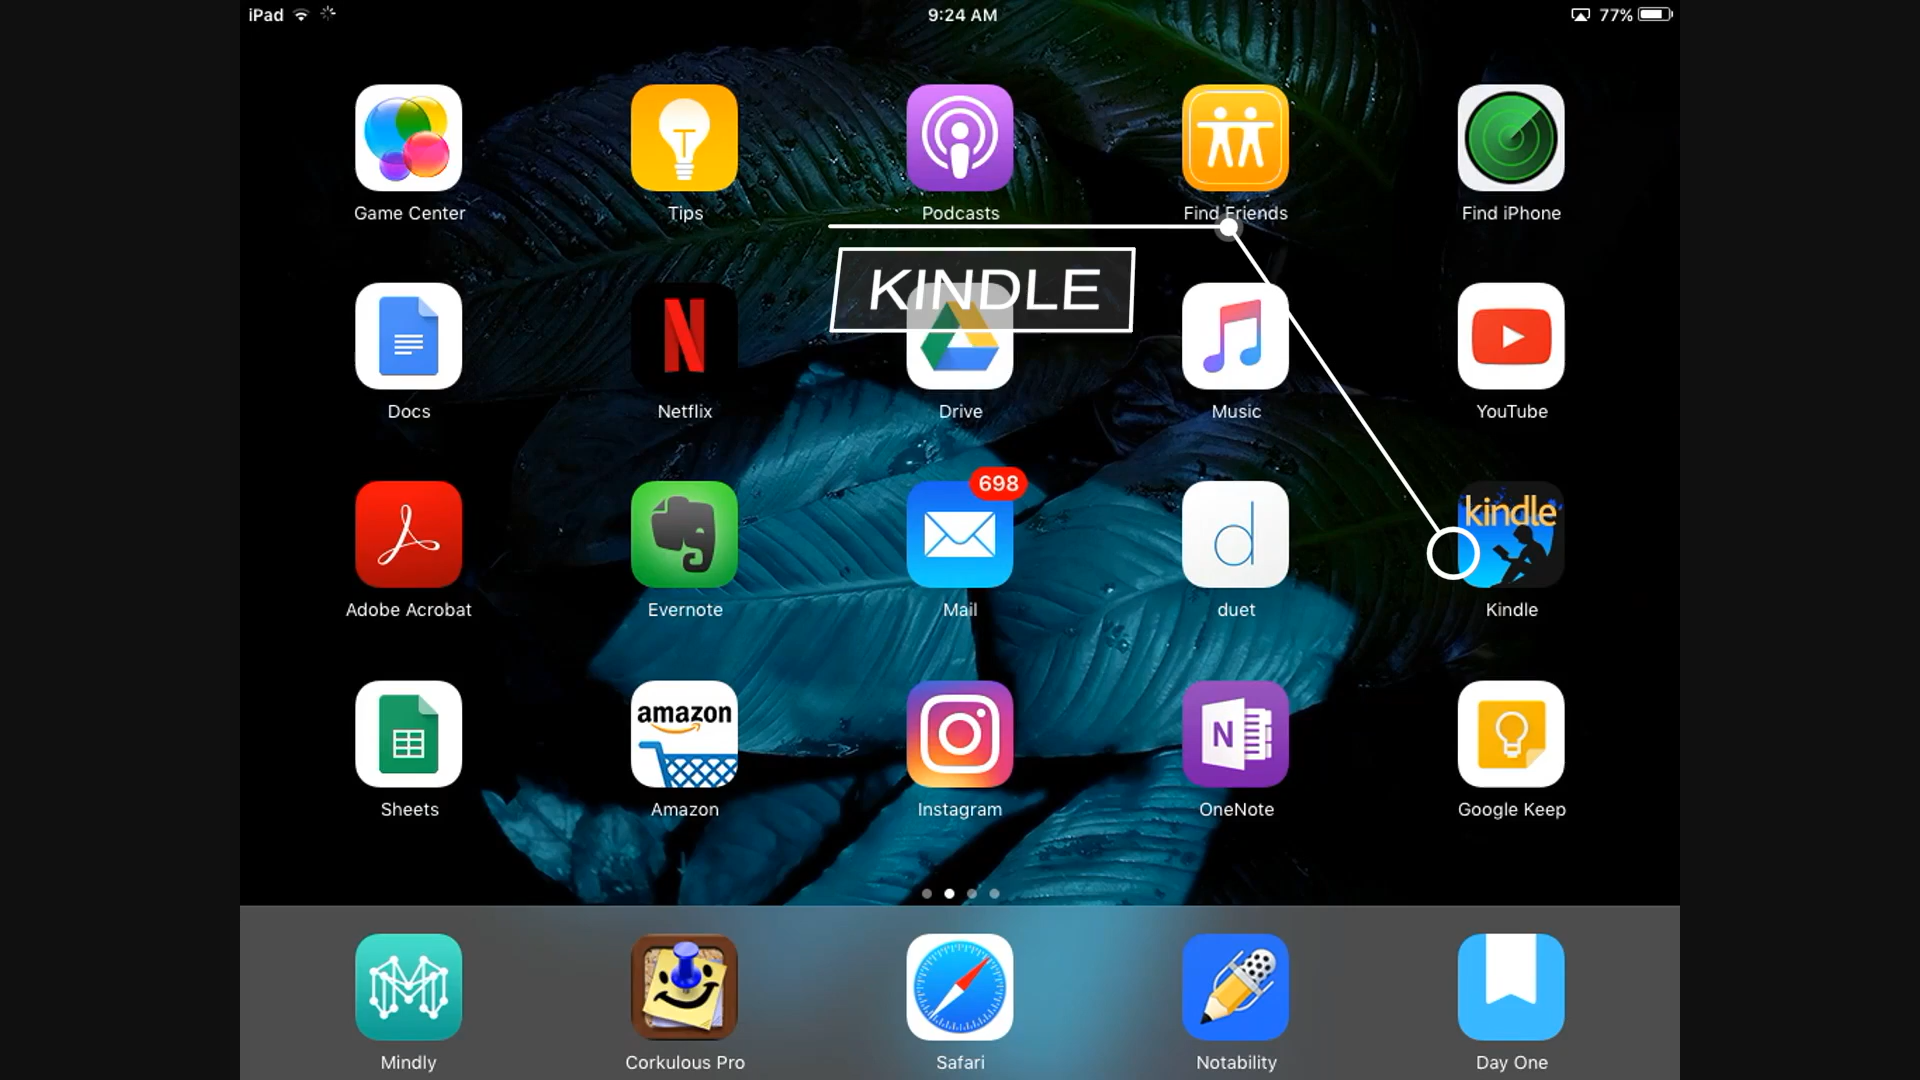 iPad 9:24 AM 77%
Game Center Tips Podcasts Find Friends Find iPhone
KINDLE
Docs Netflix Drive Music YouTube
698
kindle
Adobe Acrobat Evernote Mail duet Kindle
amazon
N
Sheets Amazon Instagram OneNote Google Keep
Mindly Corkulous Pro Safari Notability Day One